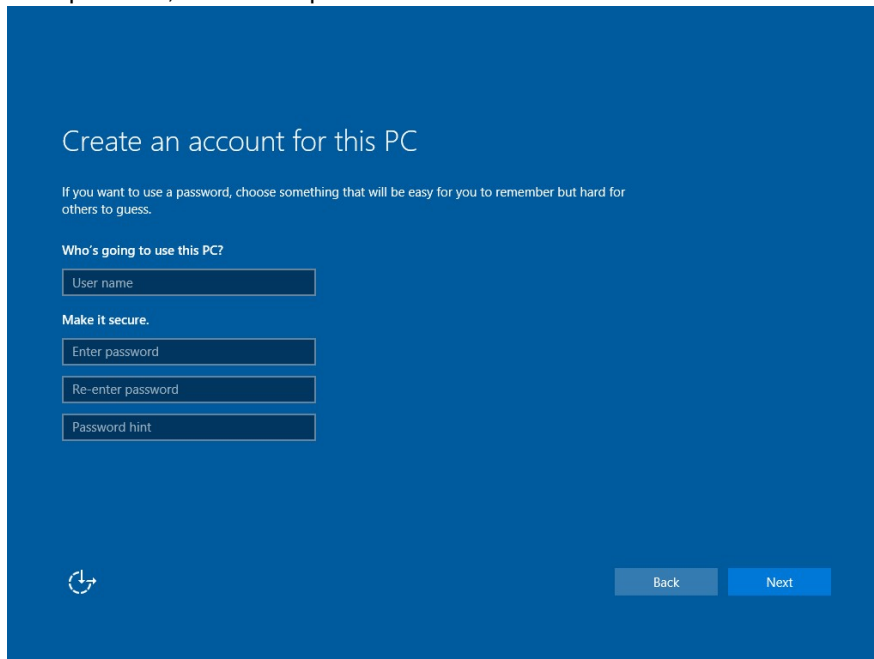 Create an account for this PC
If you want to use a password, choose something that will be easy for you to remember but hard for
others to guess.
Who's going to use this PC?
User name
Make it secure.
Enter password
Re-enter password
Password hint
Back Next